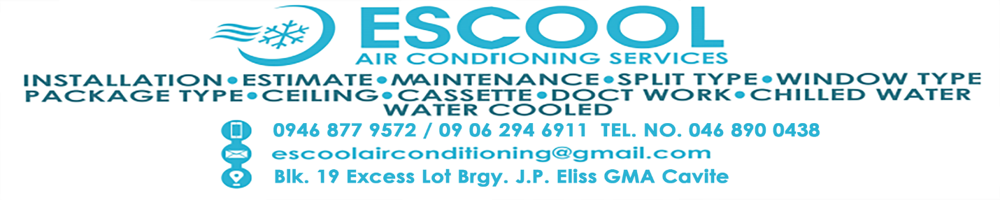 ESCOOL
AIR CONDITIONING SERVICES
INSTALLATION•ESTIMATE•MAINTENANCE•SPLIT TYPE•WINDOW TYPE
PACKAGE TYPE•CEILING•CASSETTE•DOCT WORK•CHILLED WATER
WATER COOLED
0946 877 9572 / 09 06 294 6911 TEL. NO. 046 890 0438
escoolairconditioning@gmail.com
Blk. 19 Excess Lot Brgy. J.P. Eliss GMA Cavite